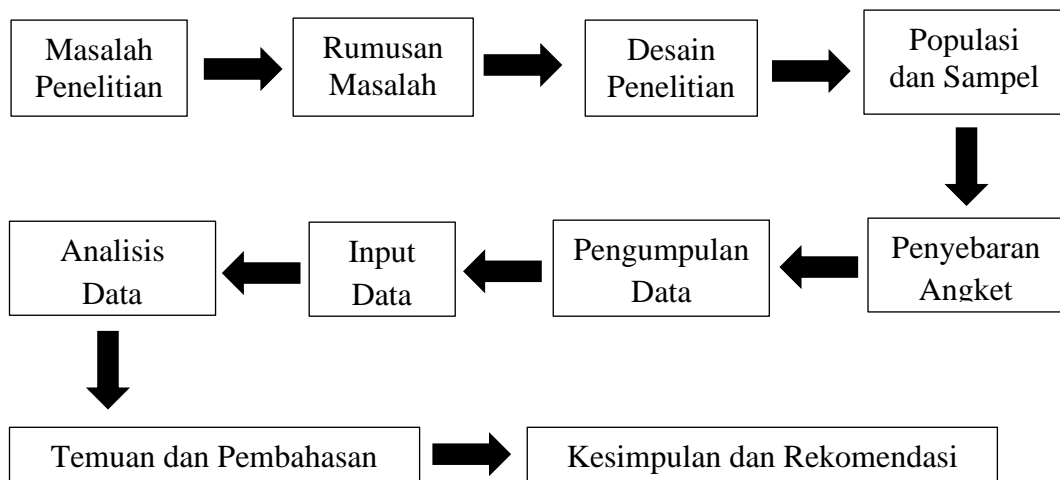 Masalah
Penelitian
Rumusan
Masalah
Desain
Penelitian
Populasi
dan Sampel
Penyebaran
Angket
Pengumpulan
Data
Input
Data
Analisis
Data
Temuan dan Pembahasan
Kesimpulan dan Rekomendasi